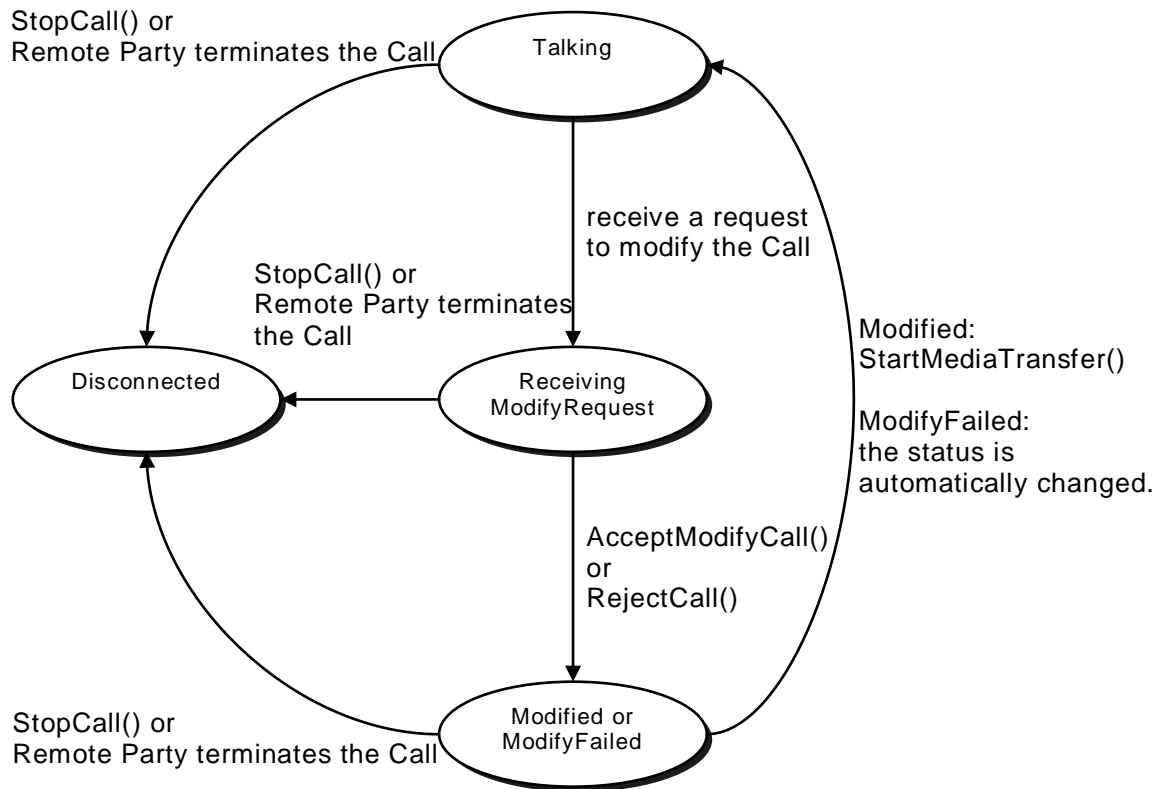 StopCall() or
Remote Party terminates the Call
Talking
receive a request
to modify the Call
StopCall() or
Remote Party terminates
the Call
Modified:
StartMediaTransfer()
ModifyFailed:
the status is
automatically changed.
Disconnected
Receiving
ModifyRequest
AcceptModifyCall()
or
RejectCall()
StopCall() or
Remote Party terminates the Call
Modified or
ModifyFailed